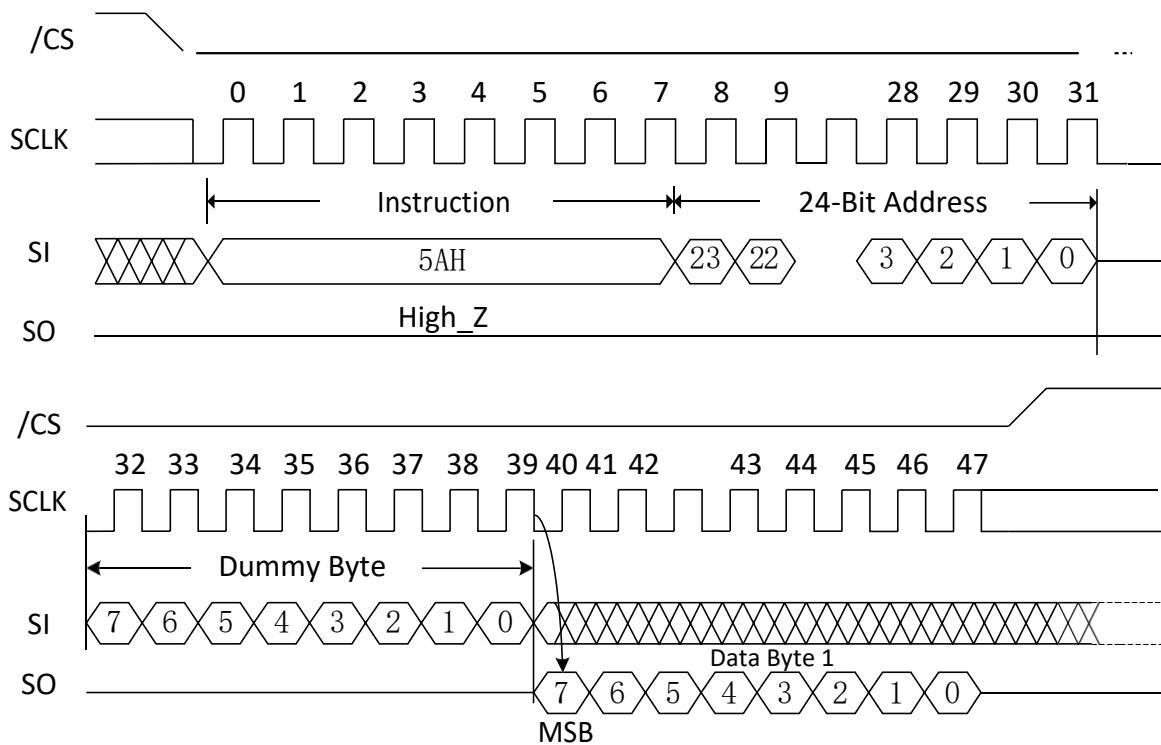 /CS
0 1 2 3 4 5 6 7 8 9 28 29 30 31
SCLK
Instruction 24-Bit Address
SI 5AH 23 22 3 2 1 0
High_Z
SO
/CS
32 33 34 35 36 37 38 39 40 41 42 43 44 45 46 47
SCLK
Dummy Byte
SI 7 6 5 4 3 2 1 0
Data Byte 1
SO 7 6 5 4 3 2 1 0
MSB